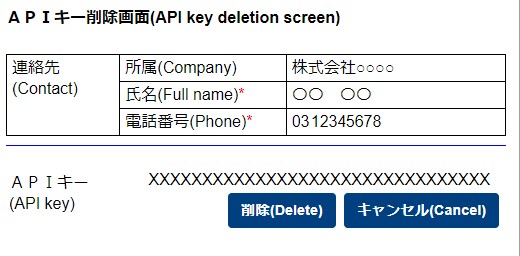 ＡＰＩキー削除画面(API key deletion screen)
連絡先 所属(Company) 株式会社○○○○
(Contact) 氏名(Full name)* 〇〇　〇〇
電話番号(Phone)* 0312345678
ＡＰＩキー XXXXXXXXXXXXXXXXXXXXXXXXXXXXXXXX
(API key) 削除(Delete) キャンセル(Cancel)